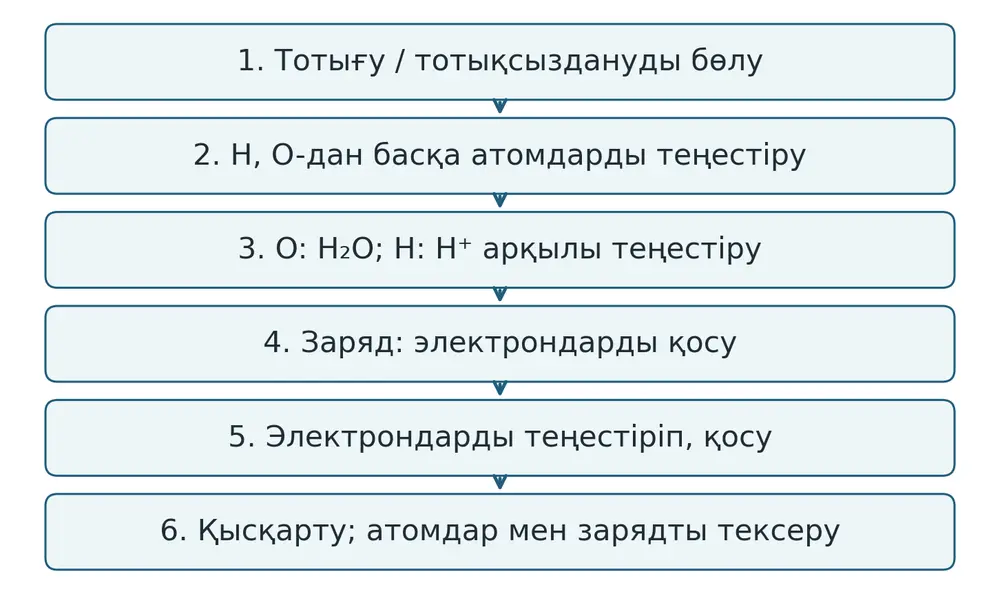 1. Тотығу / тотықсыздануды бөлу
2. H, O-дан басқа атомдарды теңестіру
3. O: H₂O; H: H⁺ арқылы теңестіру
4. Заряд: электрондарды қосу
5. Электрондарды теңестіріп, қосу
6. Қысқарту; атомдар мен зарядты тексеру